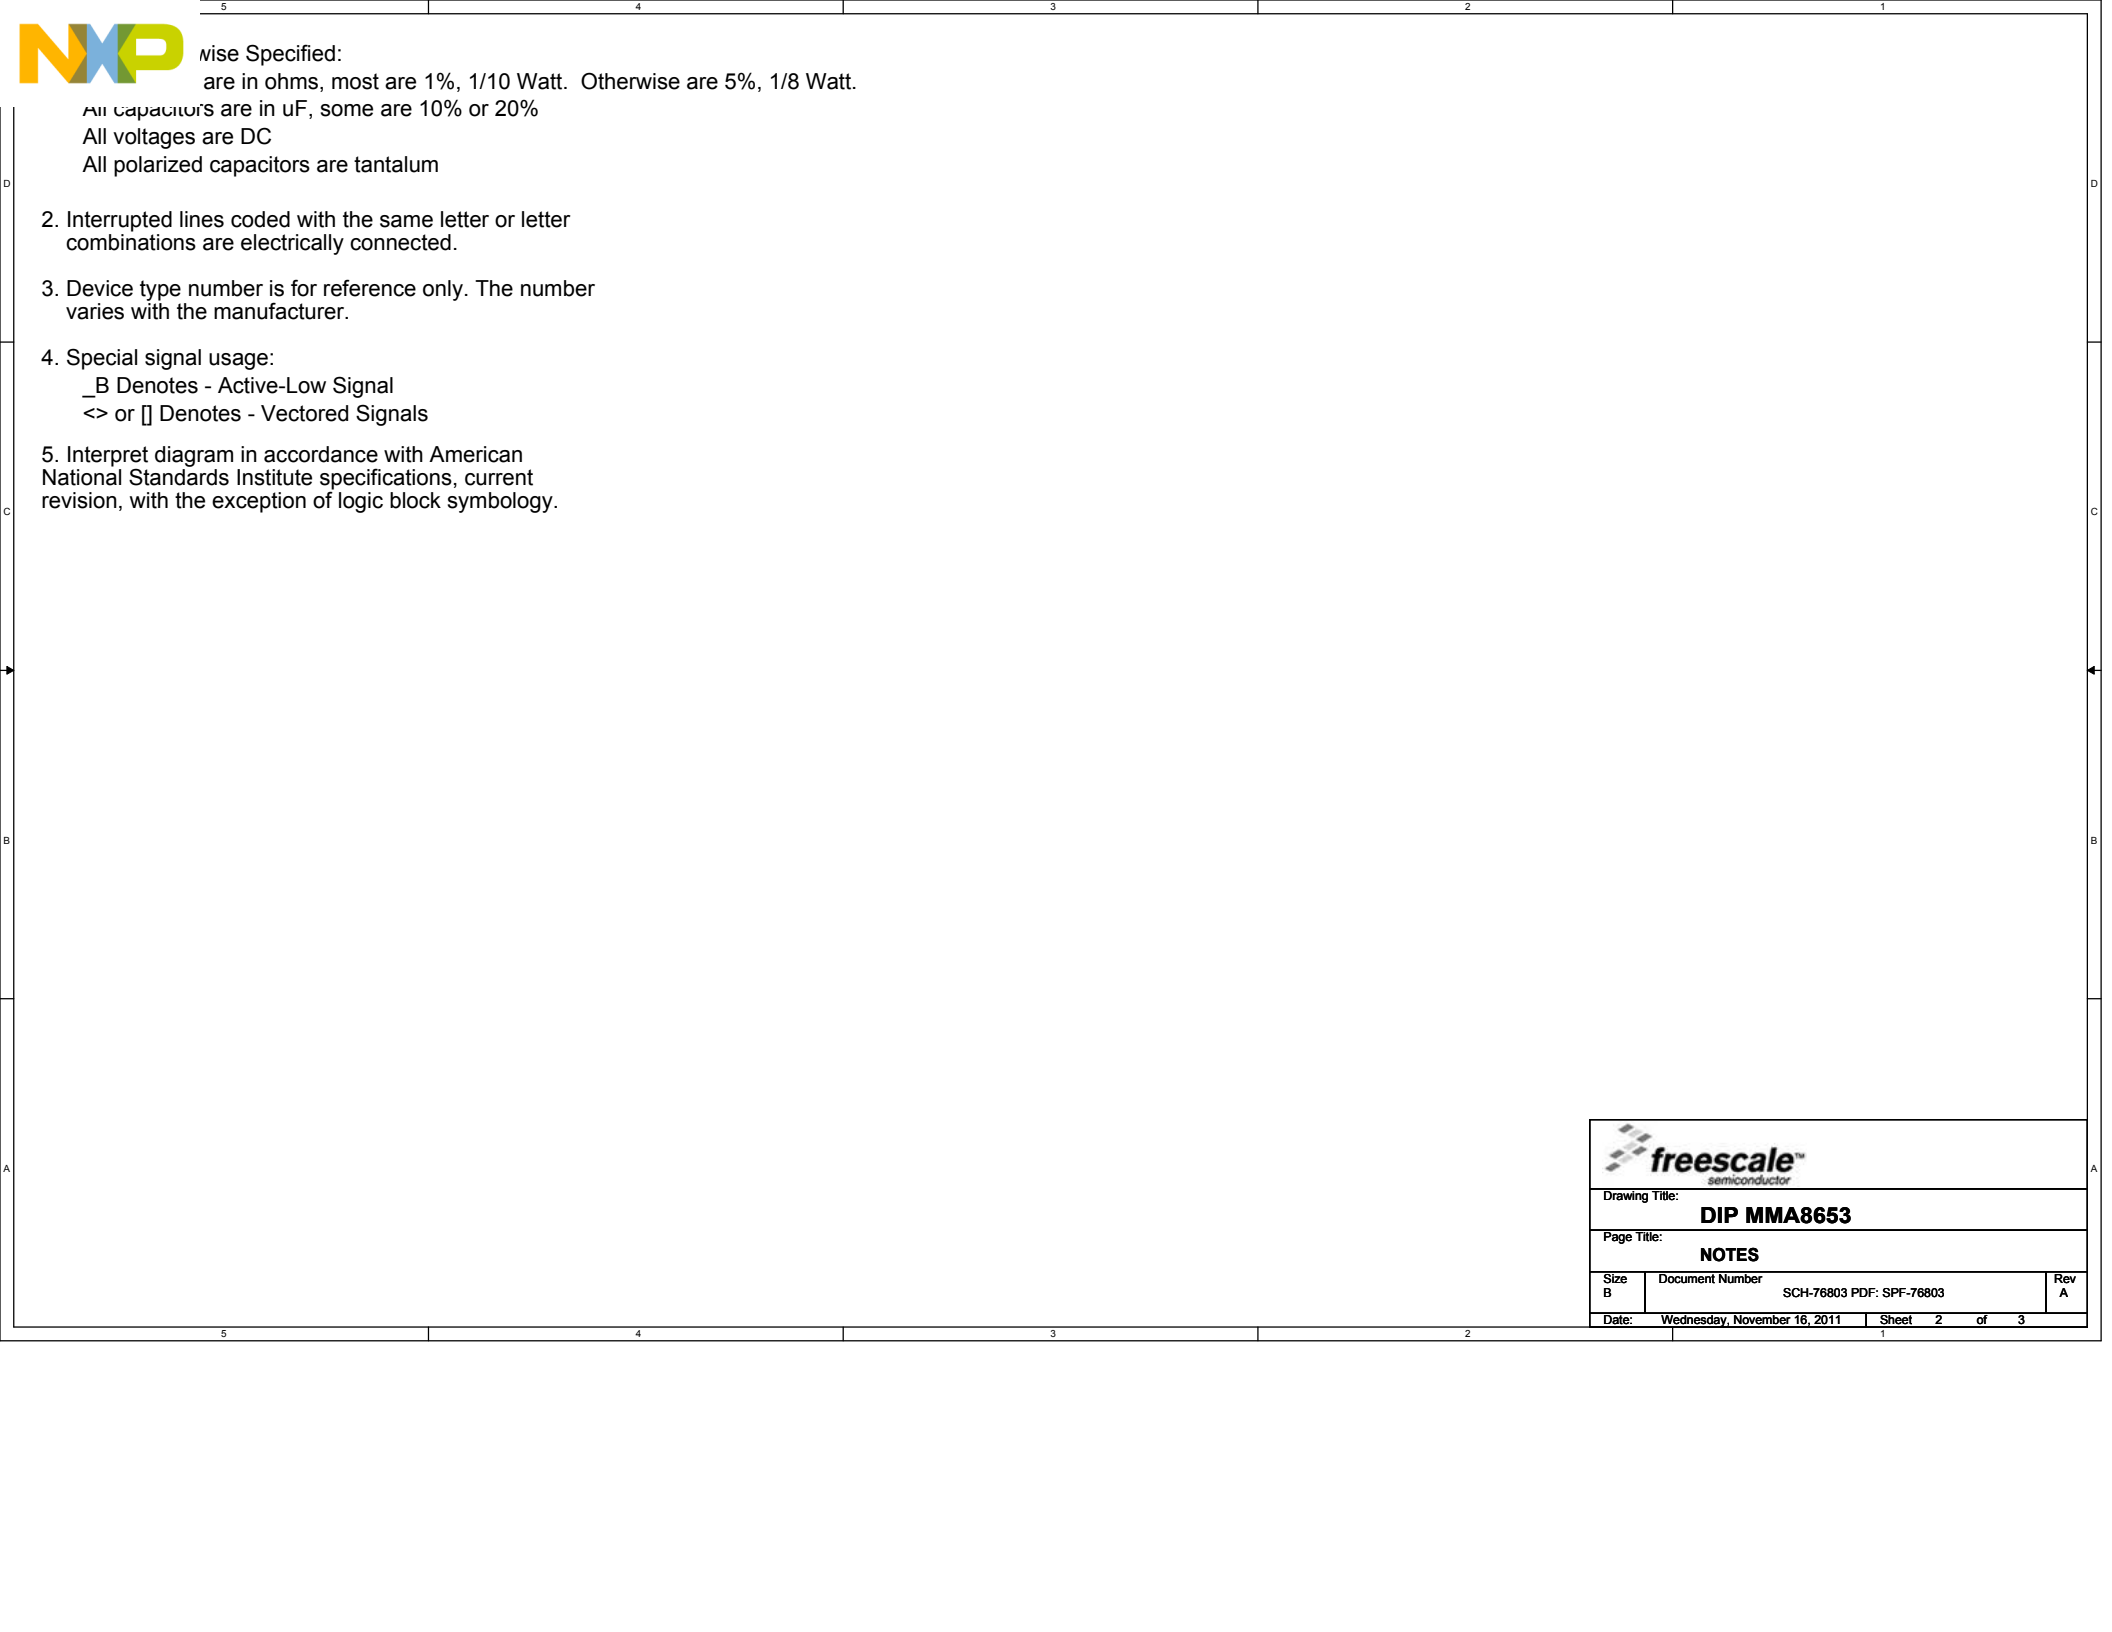 5 4 3 2 1
NXP
wise Specified:
are in ohms, most are 1%, 1/10 Watt. Otherwise are 5%, 1/8 Watt.
All capacitors are in uF, some are 10% or 20%
All voltages are DC
All polarized capacitors are tantalum
D D
2. Interrupted lines coded with the same letter or letter
combinations are electrically connected.
3. Device type number is for reference only. The number
varies with the manufacturer.
4. Special signal usage:
_B Denotes - Active-Low Signal
<> or [] Denotes - Vectored Signals
5. Interpret diagram in accordance with American
National Standards Institute specifications, current
revision, with the exception of logic block symbology.
C C
B B
A A
freescale™
semiconductor
Drawing Title:
DIP MMA8653
Page Title:
NOTES
Size Document Number Rev
B SCH-76803 PDF: SPF-76803 A
Date: Wednesday, November 16, 2011 Sheet 2 of 3
5 4 3 2 1